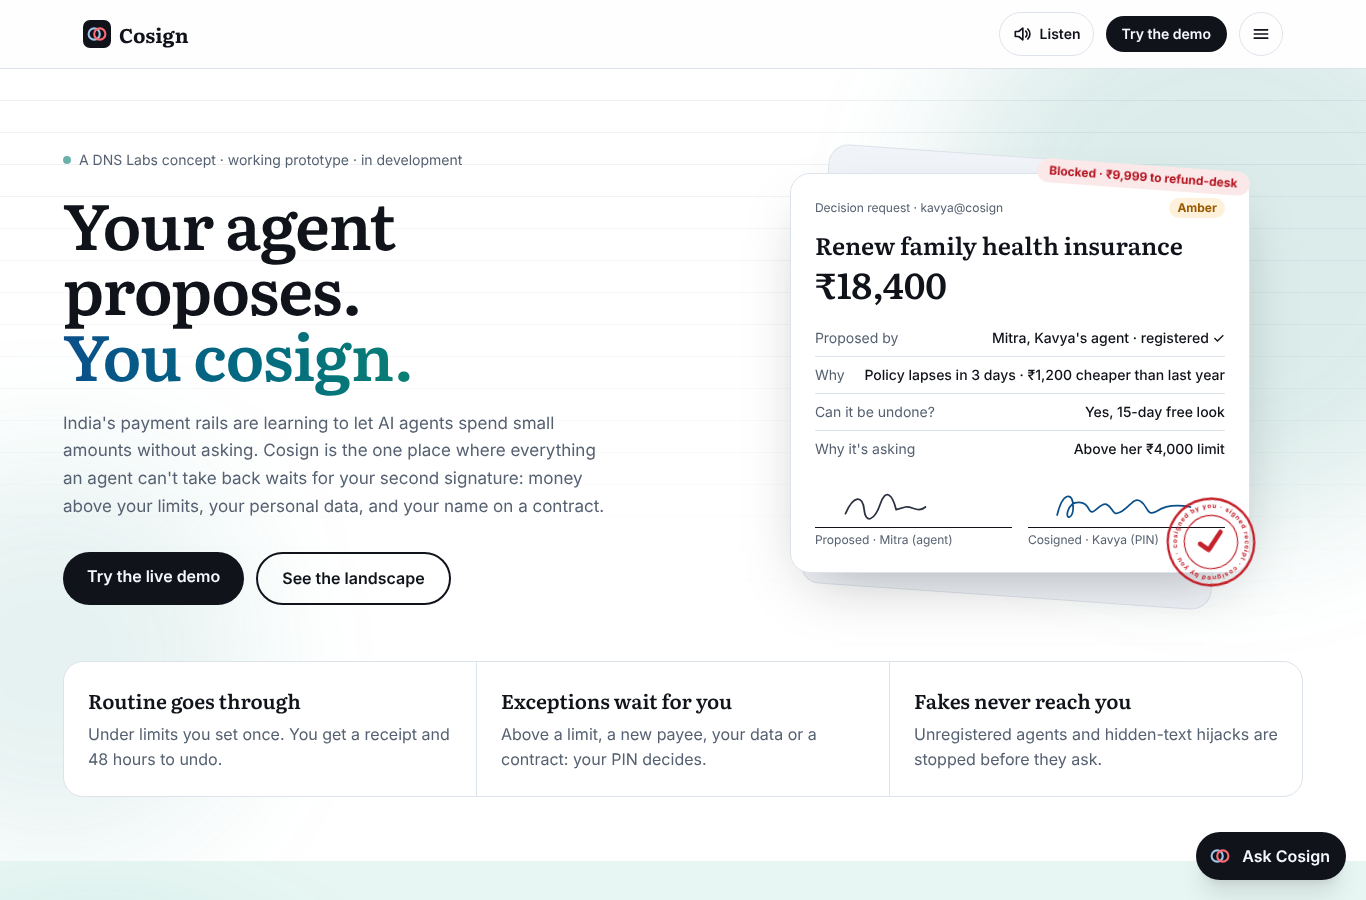 Cosign
Listen
Try the demo
A DNS Labs concept · working prototype · in development
Your agent
proposes.
You cosign.
India's payment rails are learning to let AI agents spend small
amounts without asking. Cosign is the one place where everything
an agent can't take back waits for your second signature: money
above your limits, your personal data, and your name on a contract.
Try the live demo
See the landscape
Blocked · ₹9,999 to refund-desk
Decision request · kavya@cosign
Amber
Renew family health insurance
₹18,400
Proposed by Mitra, Kavya's agent · registered ✓
Why Policy lapses in 3 days · ₹1,200 cheaper than last year
Can it be undone? Yes, 15-day free look
Why it's asking Above her ₹4,000 limit
Proposed · Mitra (agent)
Cosigned · Kavya (PIN)
cosigned by you · signed receipt · cosigned by you ·
Routine goes through
Under limits you set once. You get a receipt and
48 hours to undo.
Exceptions wait for you
Above a limit, a new payee, your data or a
contract: your PIN decides.
Fakes never reach you
Unregistered agents and hidden-text hijacks are
stopped before they ask.
Ask Cosign